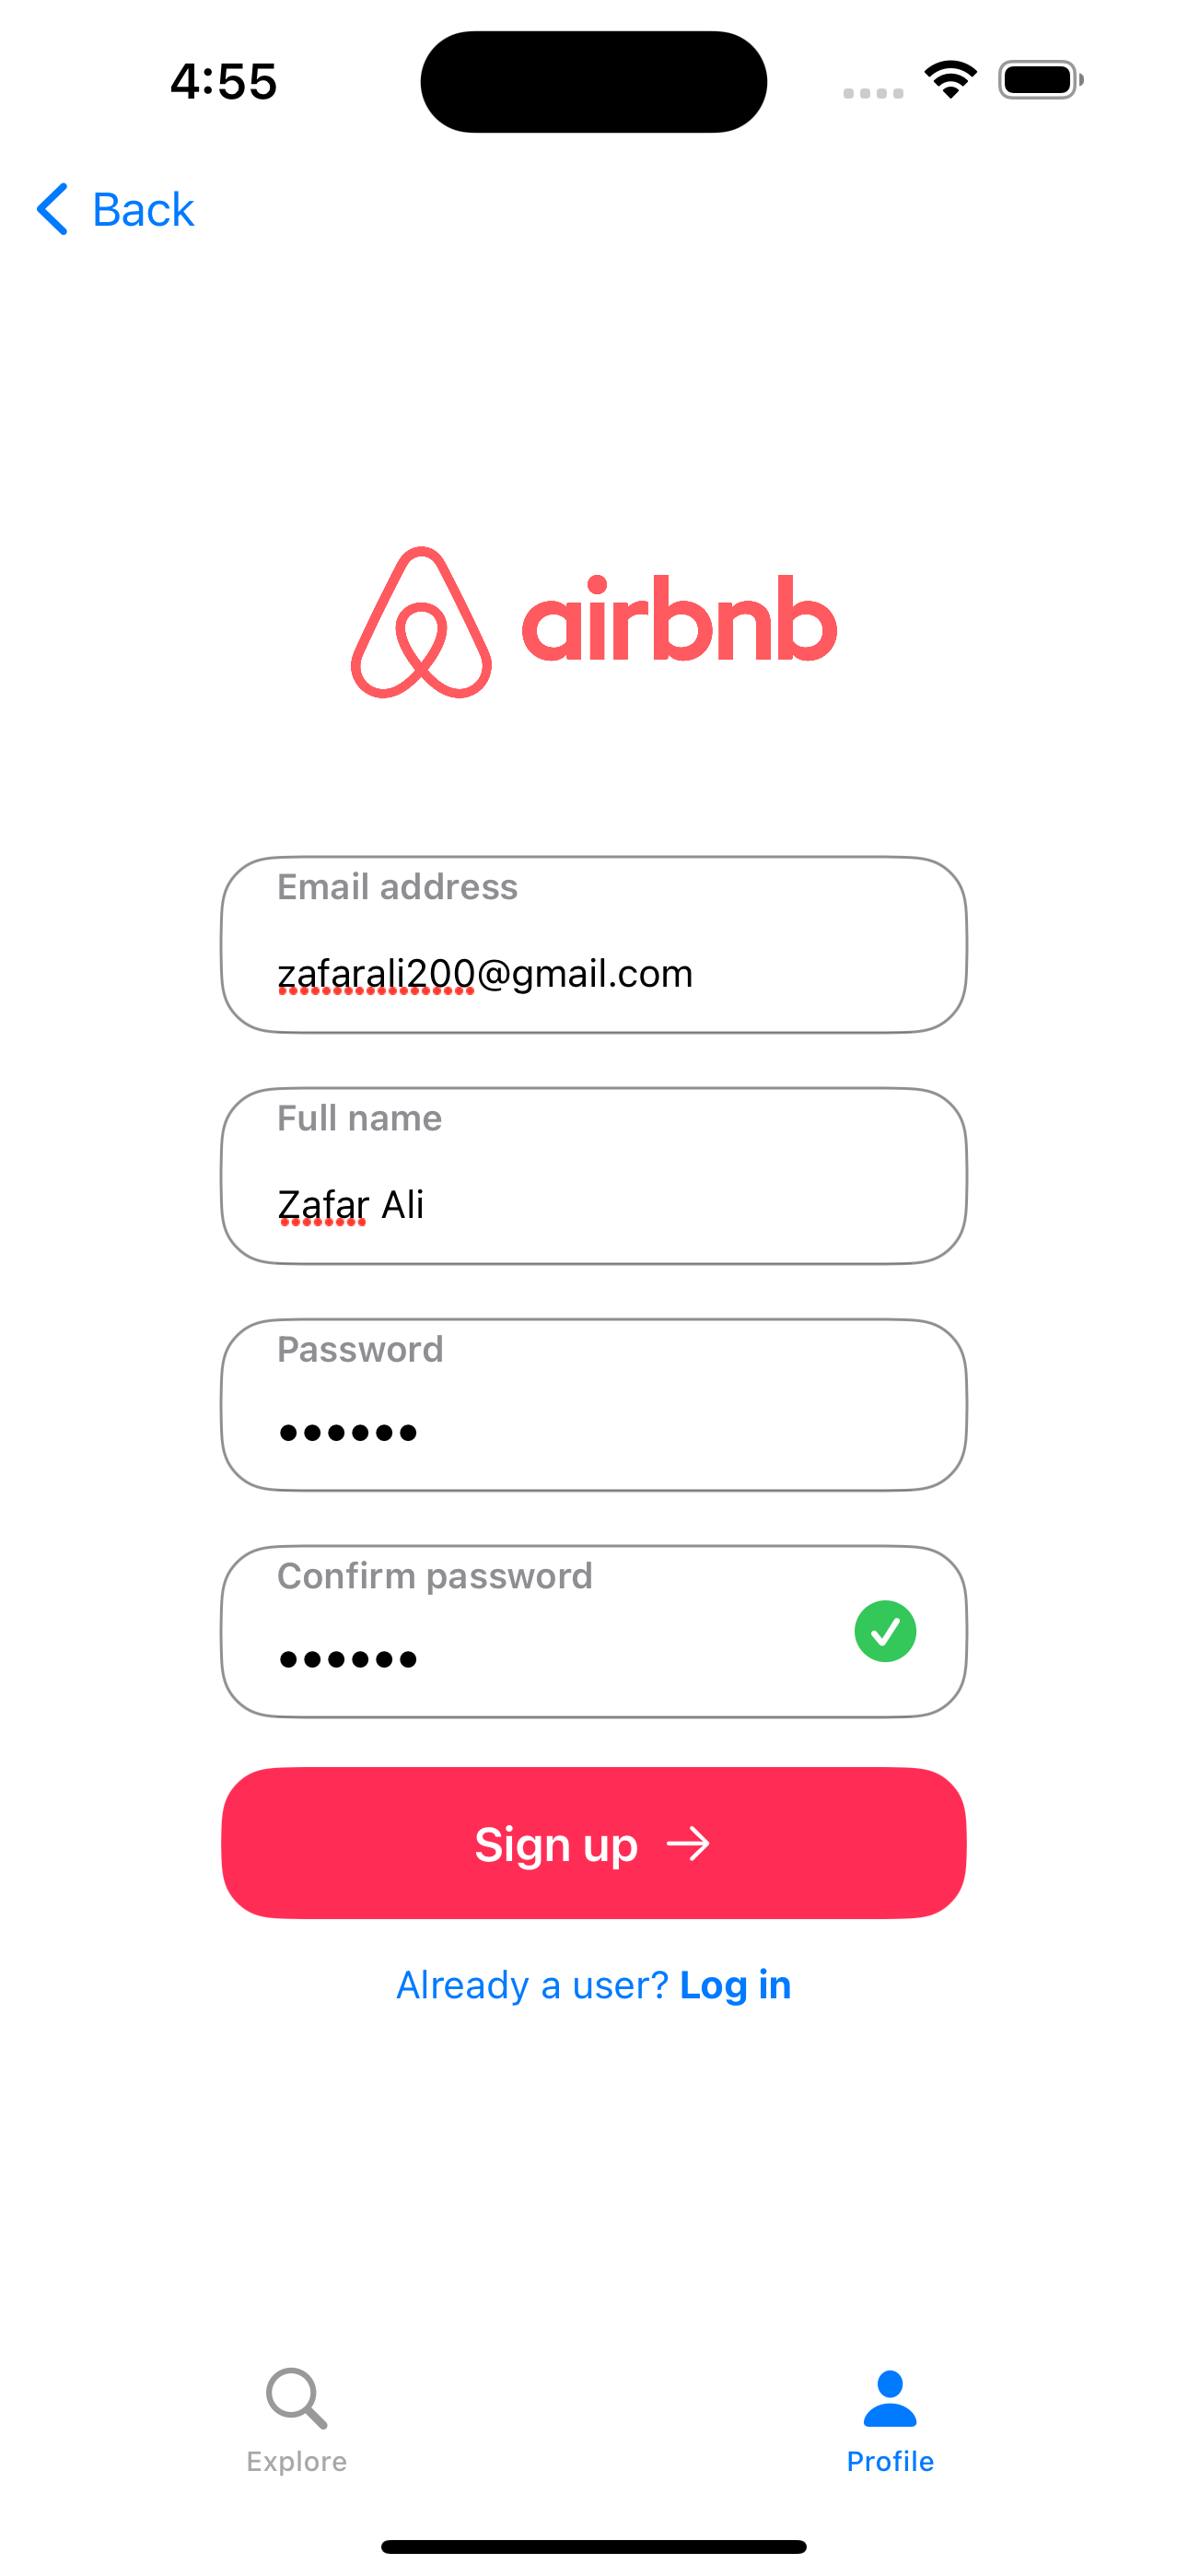 4:55
Back
airbnb
Email address
zafarali200@gmail.com
Full name
Zafar Ali
Password
••••••
Confirm password
••••••
Sign up →
Already a user? Log in
Explore
Profile